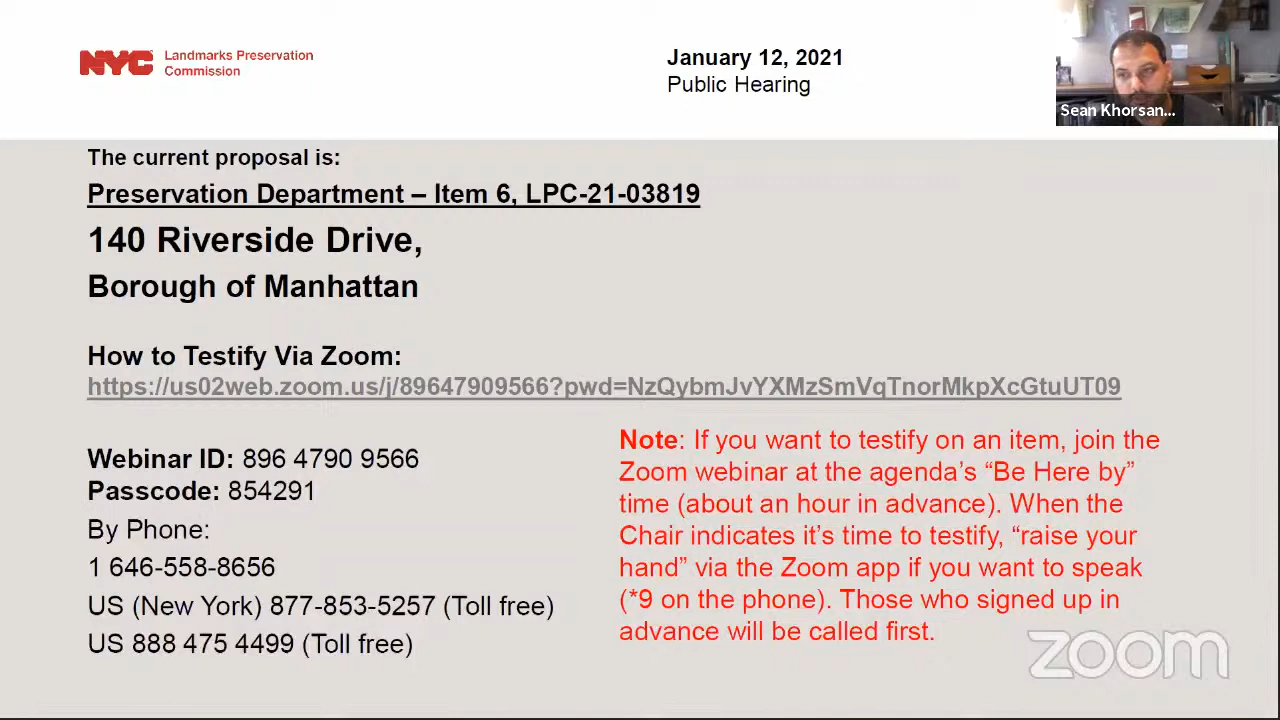 NYC Landmarks Preservation
Commission
January 12, 2021
Public Hearing
Sean Khorsan...
The current proposal is:
Preservation Department – Item 6, LPC-21-03819
140 Riverside Drive,
Borough of Manhattan
How to Testify Via Zoom:
https://us02web.zoom.us/j/89647909566?pwd=NzQybmJvYXMzSmVqTnorMkpXcGtuUT09
Webinar ID: 896 4790 9566
Passcode: 854291
By Phone:
1 646-558-8656
US (New York) 877-853-5257 (Toll free)
US 888 475 4499 (Toll free)
Note: If you want to testify on an item, join the
Zoom webinar at the agenda’s “Be Here by”
time (about an hour in advance). When the
Chair indicates it’s time to testify, “raise your
hand” via the Zoom app if you want to speak
(*9 on the phone). Those who signed up in
advance will be called first.
zoom